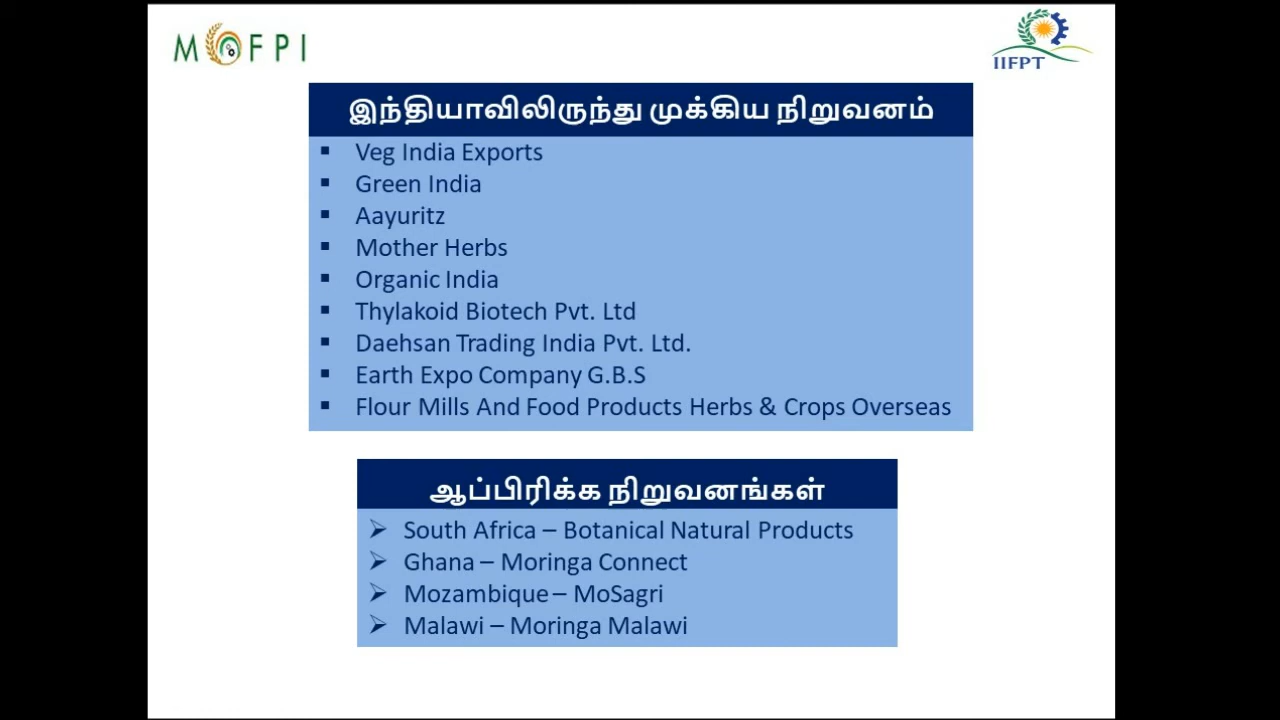 MOFPI
IIFPT
இந்தியாவிலிருந்து முக்கிய நிறுவனம்
▪ Veg India Exports
▪ Green India
▪ Aayuritz
▪ Mother Herbs
▪ Organic India
▪ Thylakoid Biotech Pvt. Ltd
▪ Daehsan Trading India Pvt. Ltd.
▪ Earth Expo Company G.B.S
▪ Flour Mills And Food Products Herbs & Crops Overseas
ஆப்பிரிக்க நிறுவனங்கள்
➢ South Africa – Botanical Natural Products
➢ Ghana – Moringa Connect
➢ Mozambique – MoSagri
➢ Malawi – Moringa Malawi